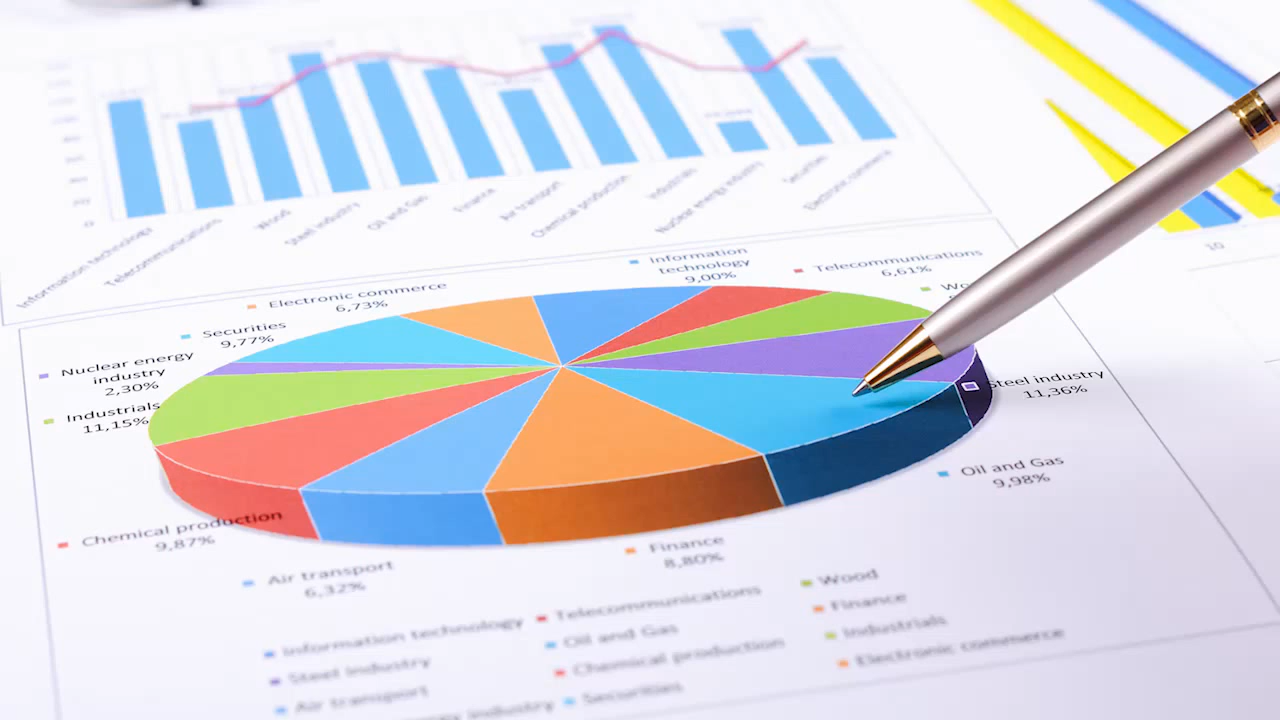 Information technology
Telecommunications
Wood
Steel industry
Oil and Gas
Finance
Air transport
Chemical production
Industrials
Nuclear energy industry
Securities
Electronic commerce
10
Information
technology
9,00%
Telecommunications
6,61%
Electronic commerce
6,73%
Securities
9,77%
Nuclear energy
industry
2,30%
Industrials
11,15%
Steel industry
11,36%
Oil and Gas
9,98%
Chemical production
9,87%
Finance
8,80%
Air transport
6,32%
Information technology
Telecommunications
Wood
Steel industry
Oil and Gas
Finance
Air transport
Chemical production
Industrials
energy industry
Securities
Electronic commerce